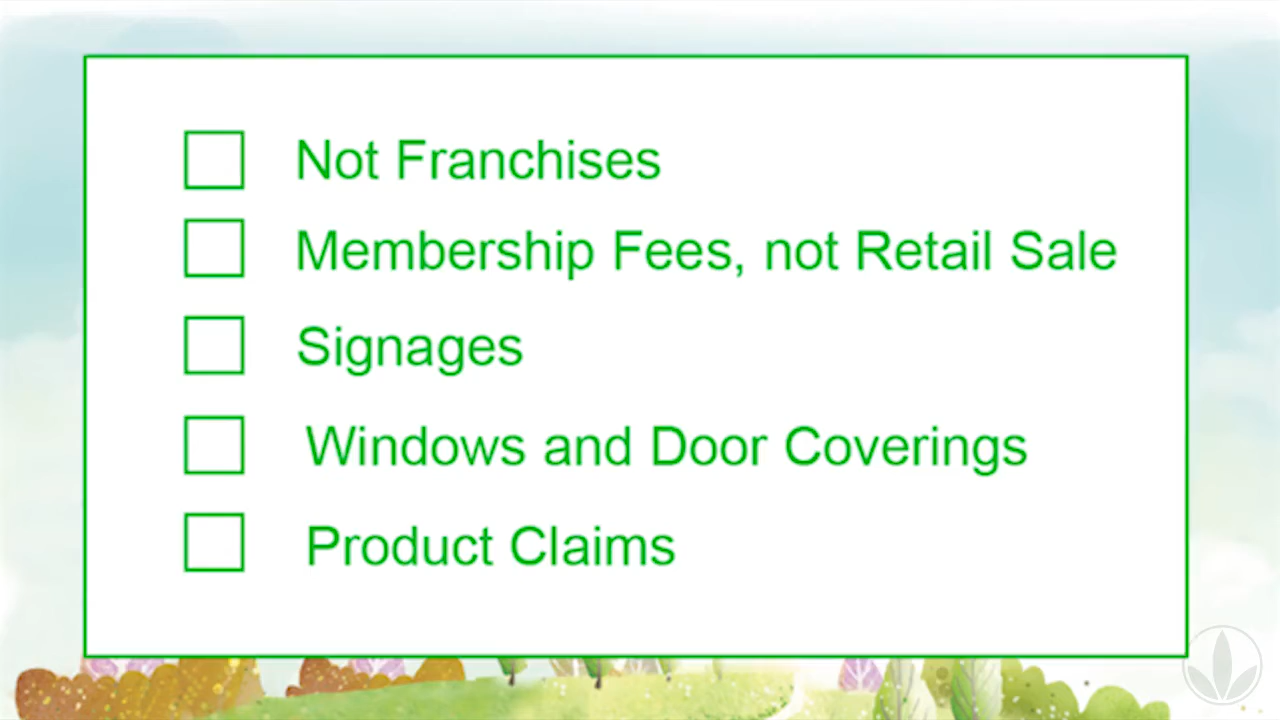 Not Franchises
Membership Fees, not Retail Sale
Signages
Windows and Door Coverings
Product Claims